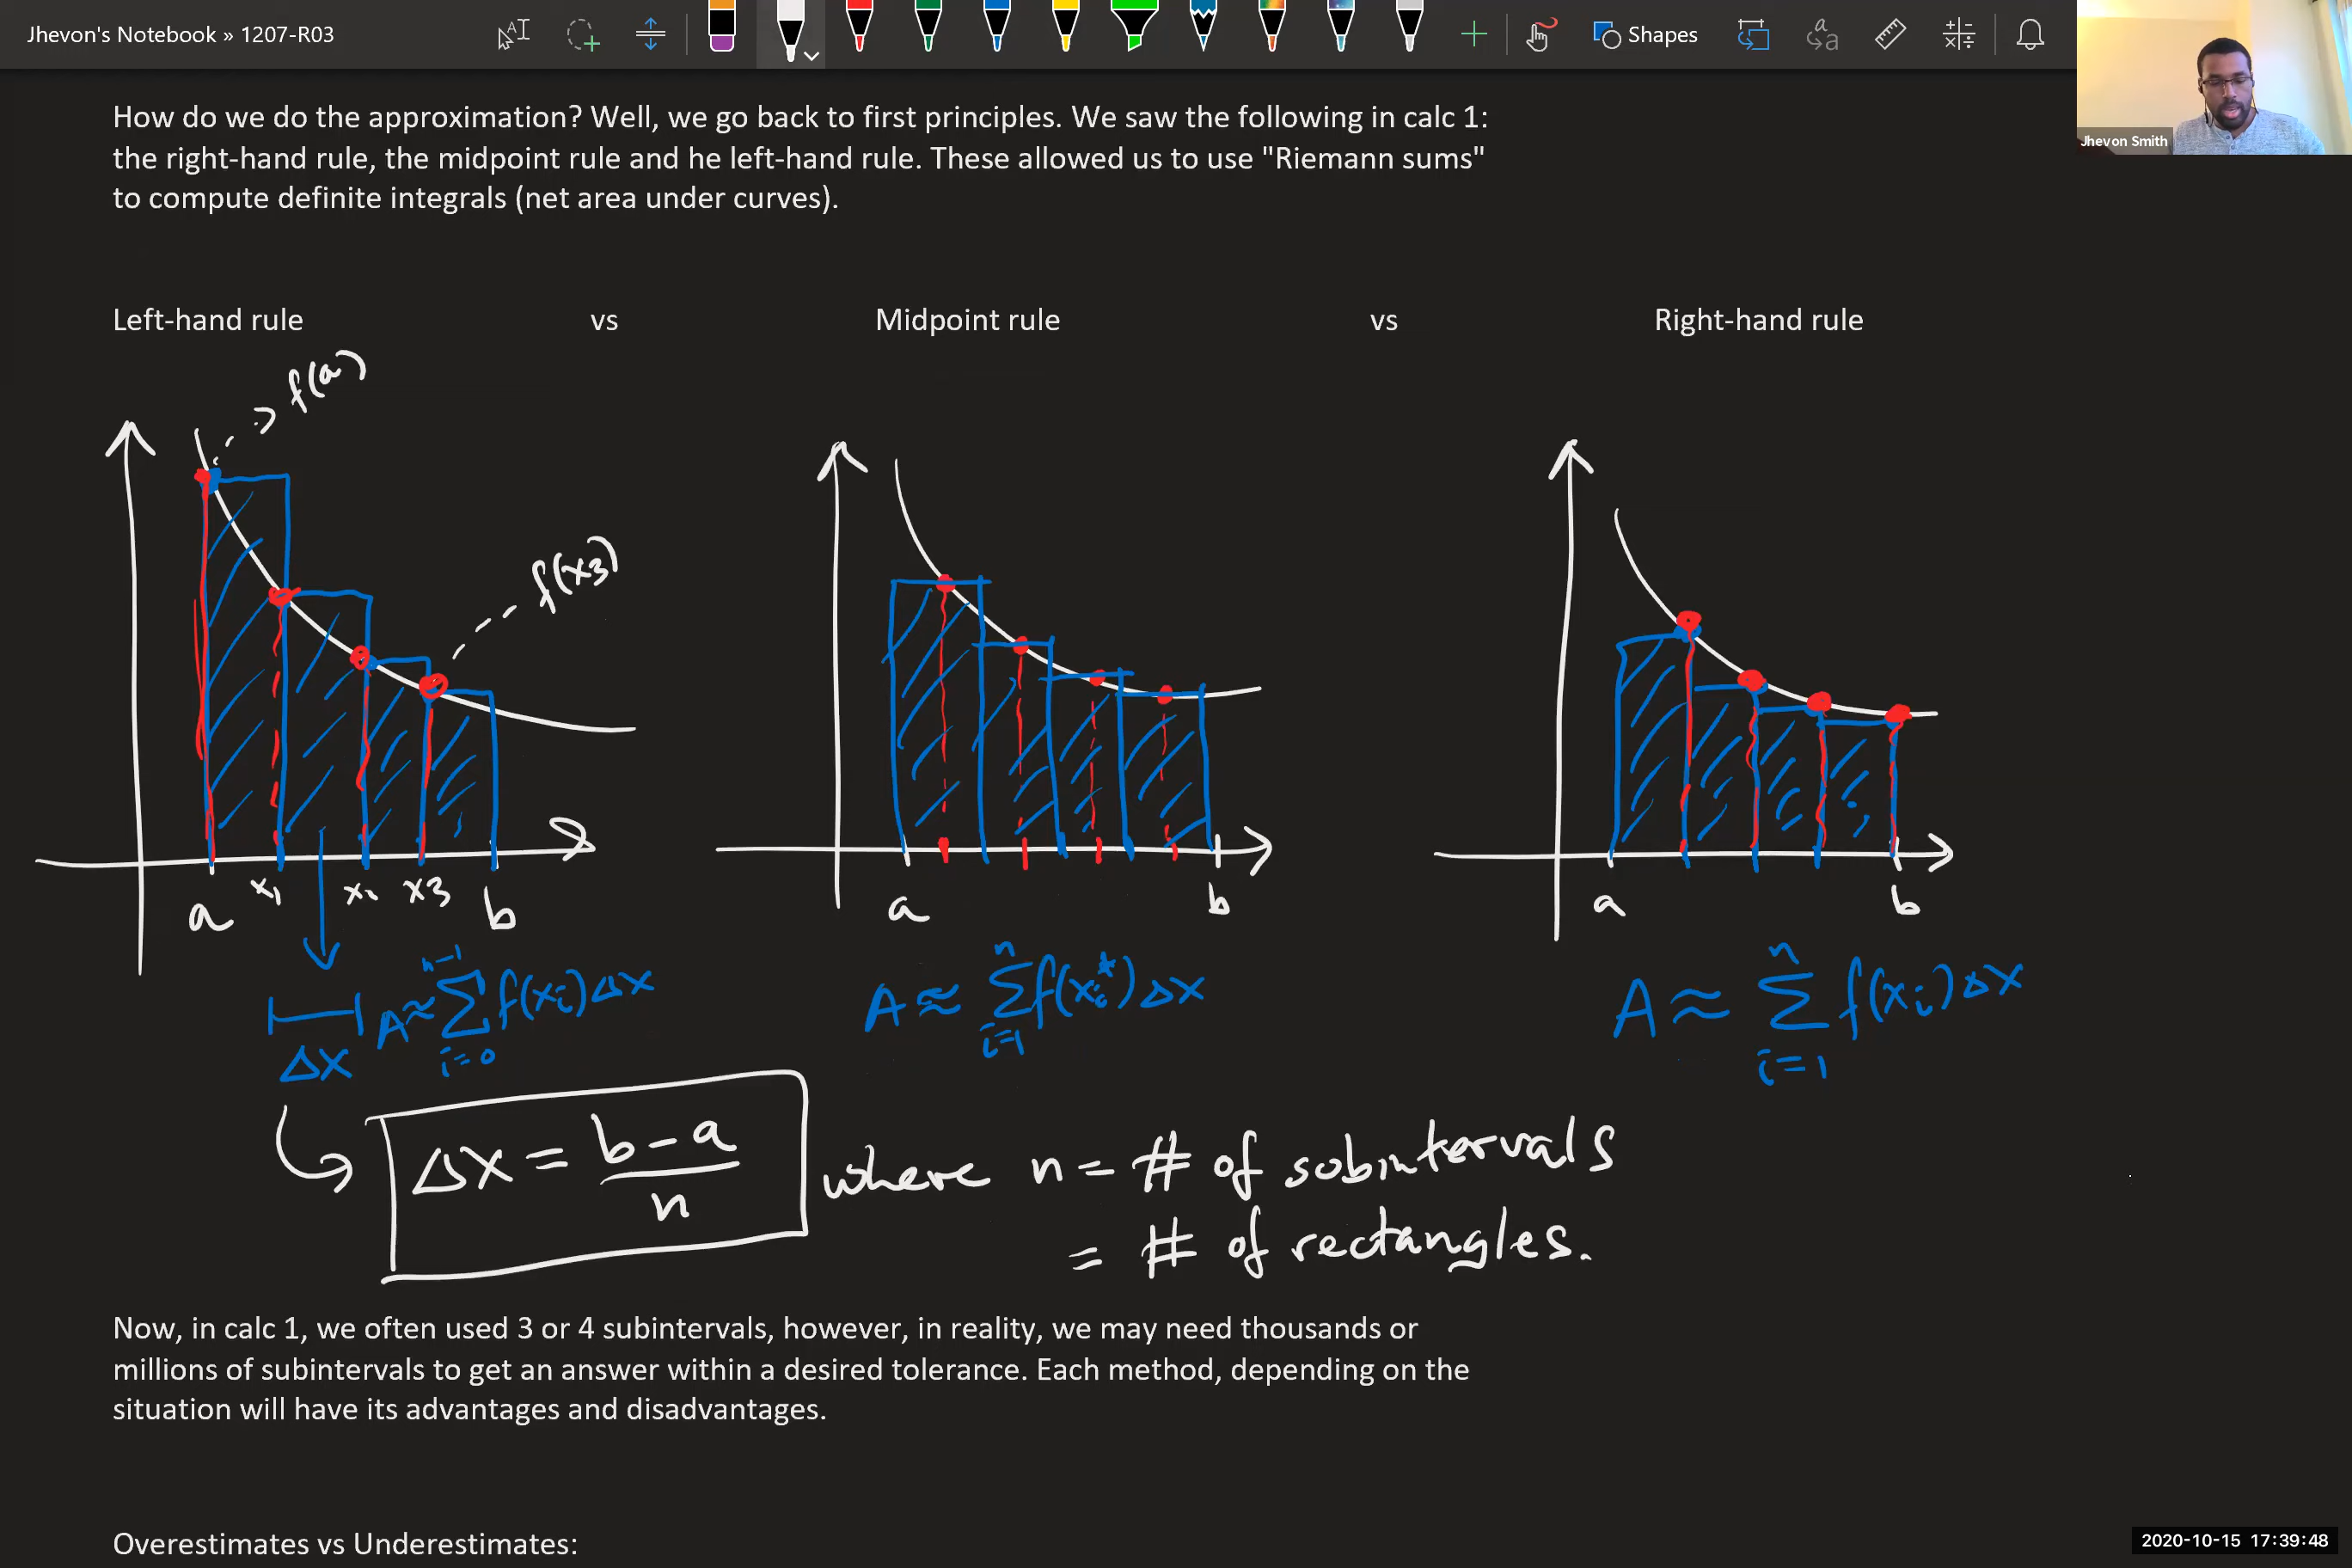 Jhevon's Notebook » 1207-R03
Shapes
Jhevon Smith
How do we do the approximation? Well, we go back to first principles. We saw the following in calc 1:
the right-hand rule, the midpoint rule and he left-hand rule. These allowed us to use "Riemann sums"
to compute definite integrals (net area under curves).
Left-hand rule vs Midpoint rule vs Right-hand rule
f(a)
f(x3)
a x1 x2 x3 b
a b
a b
Δx
A ≈ n-1 Σ i=0 f(xi) Δx
A ≈ n Σ i=1 f(xi*) Δx
A ≈ n Σ i=1 f(xi) Δx
Δx = b-a / n where n = # of subintervals
= # of rectangles.
Now, in calc 1, we often used 3 or 4 subintervals, however, in reality, we may need thousands or
millions of subintervals to get an answer within a desired tolerance. Each method, depending on the
situation will have its advantages and disadvantages.
Overestimates vs Underestimates:
2020-10-15 17:39:48